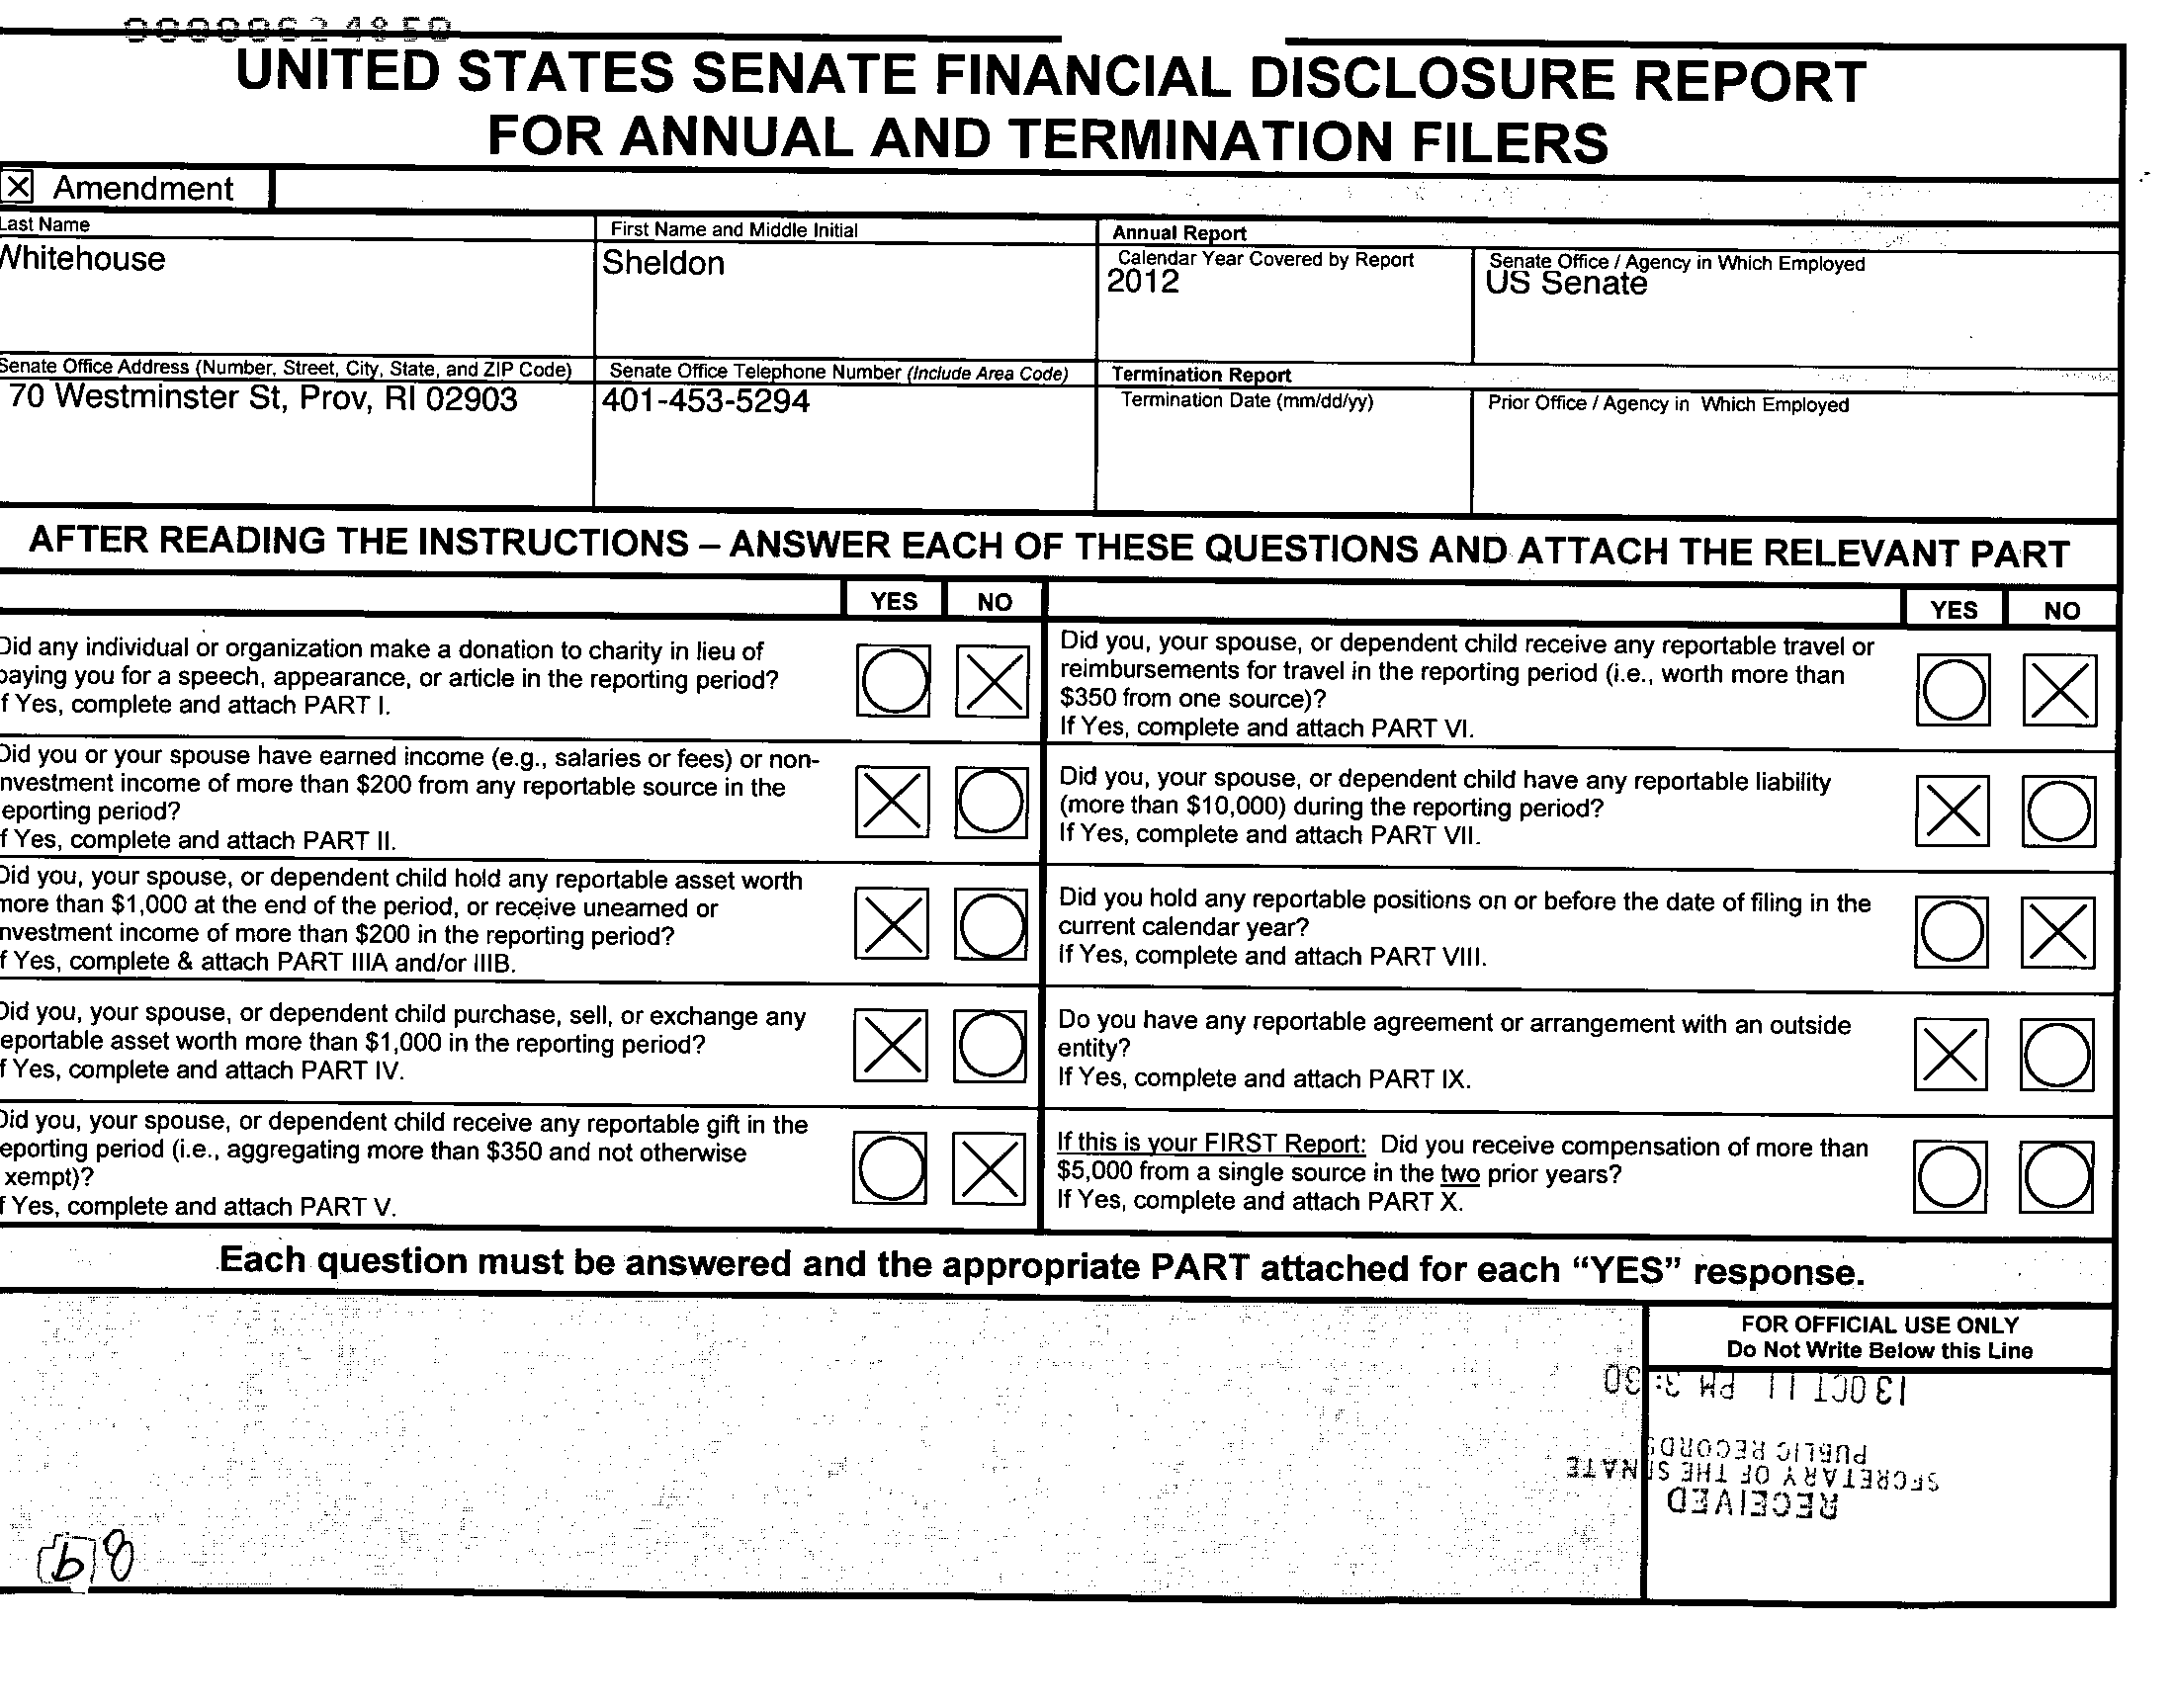 UNITED STATES SENATE FINANCIAL DISCLOSURE REPORT
FOR ANNUAL AND TERMINATION FILERS
Amendment
Last Name
First Name and Middle Initial
Annual Report
Whitehouse
Sheldon
Calendar Year Covered by Report
2012
Senate Office / Agency in Which Employed
US Senate
Senate Office Address (Number, Street, City, State, and ZIP Code)
Senate Office Telephone Number (Include Area Code)
Termination Report
70 Westminster St, Prov, RI 02903
401-453-5294
Termination Date (mm/dd/yy)
Prior Office / Agency in Which Employed
AFTER READING THE INSTRUCTIONS – ANSWER EACH OF THESE QUESTIONS AND ATTACH THE RELEVANT PART
YES NO
Did any individual or organization make a donation to charity in lieu of
paying you for a speech, appearance, or article in the reporting period?
f Yes, complete and attach PART I.
Did you or your spouse have earned income (e.g., salaries or fees) or non-
nvestment income of more than $200 from any reportable source in the
eporting period?
f Yes, complete and attach PART II.
Did you, your spouse, or dependent child hold any reportable asset worth
more than $1,000 at the end of the period, or receive unearned or
nvestment income of more than $200 in the reporting period?
f Yes, complete & attach PART IIIA and/or IIIB.
Did you, your spouse, or dependent child purchase, sell, or exchange any
eportable asset worth more than $1,000 in the reporting period?
f Yes, complete and attach PART IV.
Did you, your spouse, or dependent child receive any reportable gift in the
eporting period (i.e., aggregating more than $350 and not otherwise
xempt)?
f Yes, complete and attach PART V.
YES NO
Did you, your spouse, or dependent child receive any reportable travel or
reimbursements for travel in the reporting period (i.e., worth more than
$350 from one source)?
If Yes, complete and attach PART VI.
Did you, your spouse, or dependent child have any reportable liability
(more than $10,000) during the reporting period?
If Yes, complete and attach PART VII.
Did you hold any reportable positions on or before the date of filing in the
current calendar year?
If Yes, complete and attach PART VIII.
Do you have any reportable agreement or arrangement with an outside
entity?
If Yes, complete and attach PART IX.
If this is your FIRST Report: Did you receive compensation of more than
$5,000 from a single source in the two prior years?
If Yes, complete and attach PART X.
Each question must be answered and the appropriate PART attached for each “YES” response.
FOR OFFICIAL USE ONLY
Do Not Write Below this Line
RECEIVED
SECRETARY OF THE SENATE
PUBLIC RECORDS
13 OCT 11 PM 3: 30